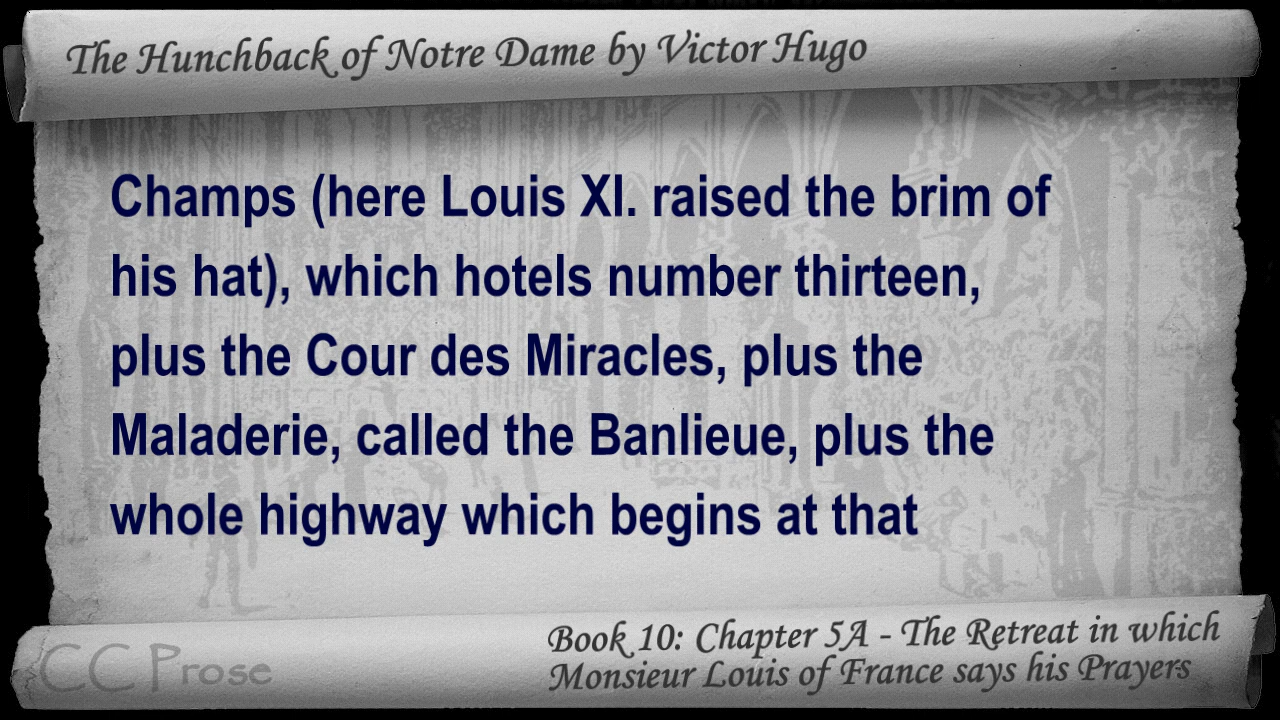 The Hunchback of Notre Dame by Victor Hugo
Champs (here Louis XI. raised the brim of
his hat), which hotels number thirteen,
plus the Cour des Miracles, plus the
Maladerie, called the Banlieue, plus the
whole highway which begins at that
Book 10: Chapter 5A - The Retreat in which
Monsieur Louis of France says his Prayers
CC Prose